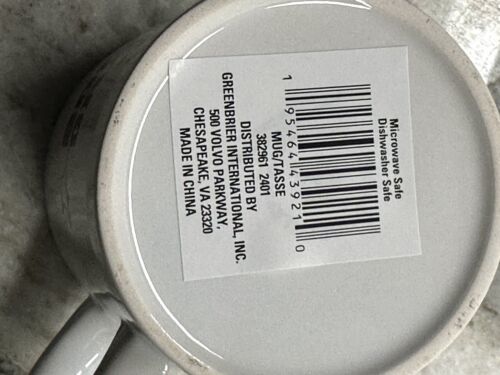 Microwave Safe
Dishwasher Safe
1 95464 43921 0
MUG/TASSE
382961 2401
DISTRIBUTED BY
GREENBRIER INTERNATIONAL, INC.
500 VOLVO PARKWAY,
CHESAPEAKE, VA 23320
MADE IN CHINA